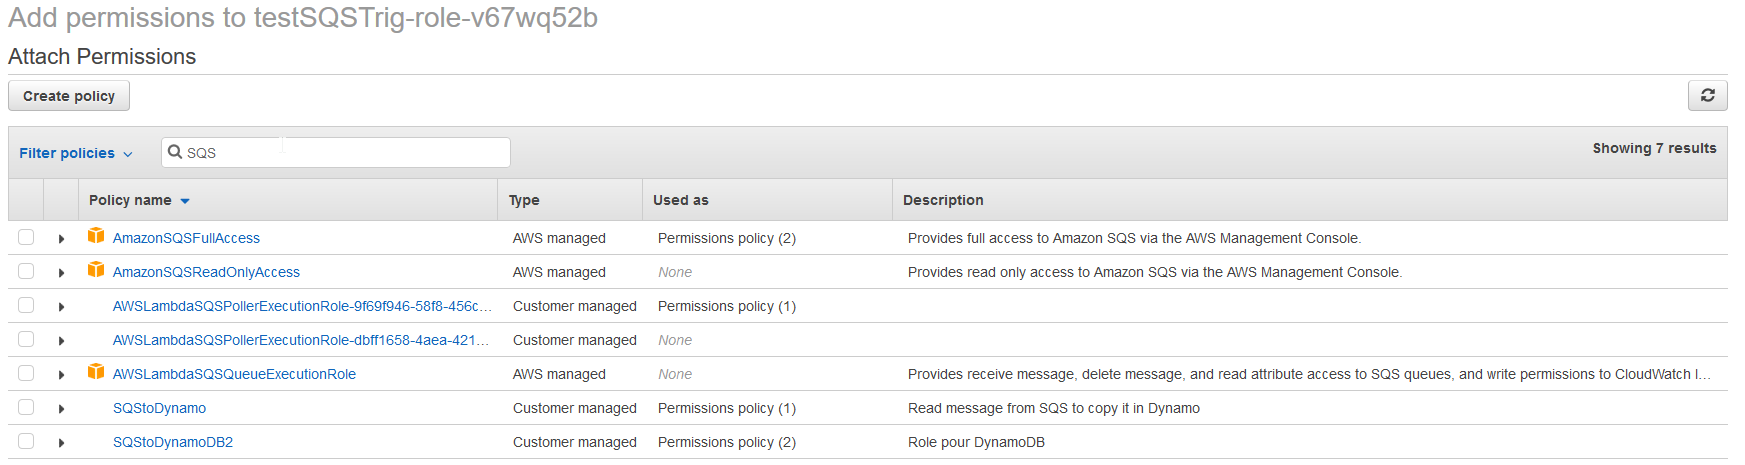 Add permissions to testSQSTrig-role-v67wq52b
Attach Permissions
Create policy
Filter policies SQS Showing 7 results
Policy name Type Used as Description
AmazonSQSFullAccess AWS managed Permissions policy (2) Provides full access to Amazon SQS via the AWS Management Console.
AmazonSQSReadOnlyAccess AWS managed None Provides read only access to Amazon SQS via the AWS Management Console.
AWSLambdaSQSPollerExecutionRole-9f69f946-58f8-456c... Customer managed Permissions policy (1)
AWSLambdaSQSPollerExecutionRole-dbff1658-4aea-421... Customer managed None
AWSLambdaSQSQueueExecutionRole AWS managed None Provides receive message, delete message, and read attribute access to SQS queues, and write permissions to CloudWatch l...
SQStoDynamo Customer managed Permissions policy (1) Read message from SQS to copy it in Dynamo
SQStoDynamoDB2 Customer managed Permissions policy (2) Role pour DynamoDB